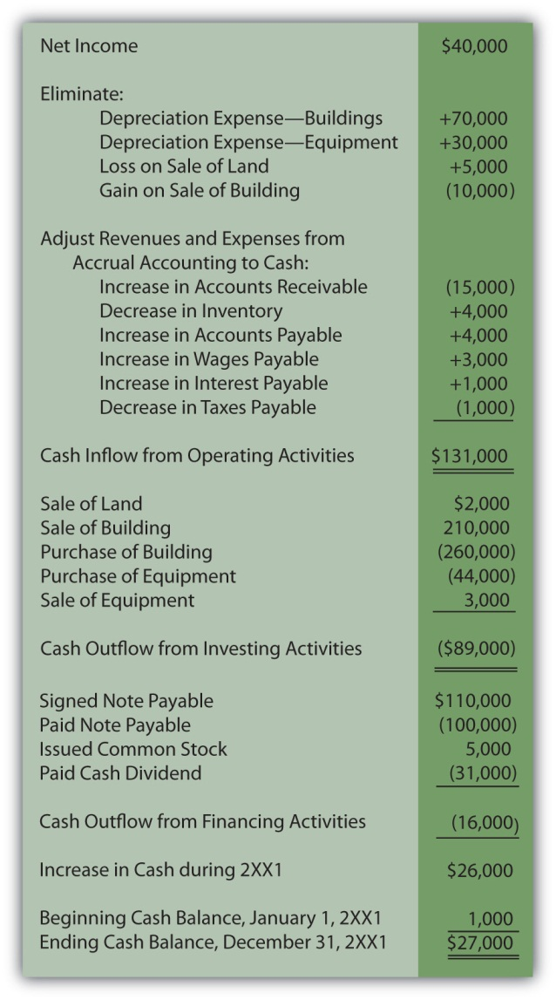 Net Income $40,000
Eliminate:
Depreciation Expense—Buildings +70,000
Depreciation Expense—Equipment +30,000
Loss on Sale of Land +5,000
Gain on Sale of Building (10,000)
Adjust Revenues and Expenses from
Accrual Accounting to Cash:
Increase in Accounts Receivable (15,000)
Decrease in Inventory +4,000
Increase in Accounts Payable +4,000
Increase in Wages Payable +3,000
Increase in Interest Payable +1,000
Decrease in Taxes Payable (1,000)
Cash Inflow from Operating Activities $131,000
Sale of Land $2,000
Sale of Building 210,000
Purchase of Building (260,000)
Purchase of Equipment (44,000)
Sale of Equipment 3,000
Cash Outflow from Investing Activities ($89,000)
Signed Note Payable $110,000
Paid Note Payable (100,000)
Issued Common Stock 5,000
Paid Cash Dividend (31,000)
Cash Outflow from Financing Activities (16,000)
Increase in Cash during 2XX1 $26,000
Beginning Cash Balance, January 1, 2XX1 1,000
Ending Cash Balance, December 31, 2XX1 $27,000